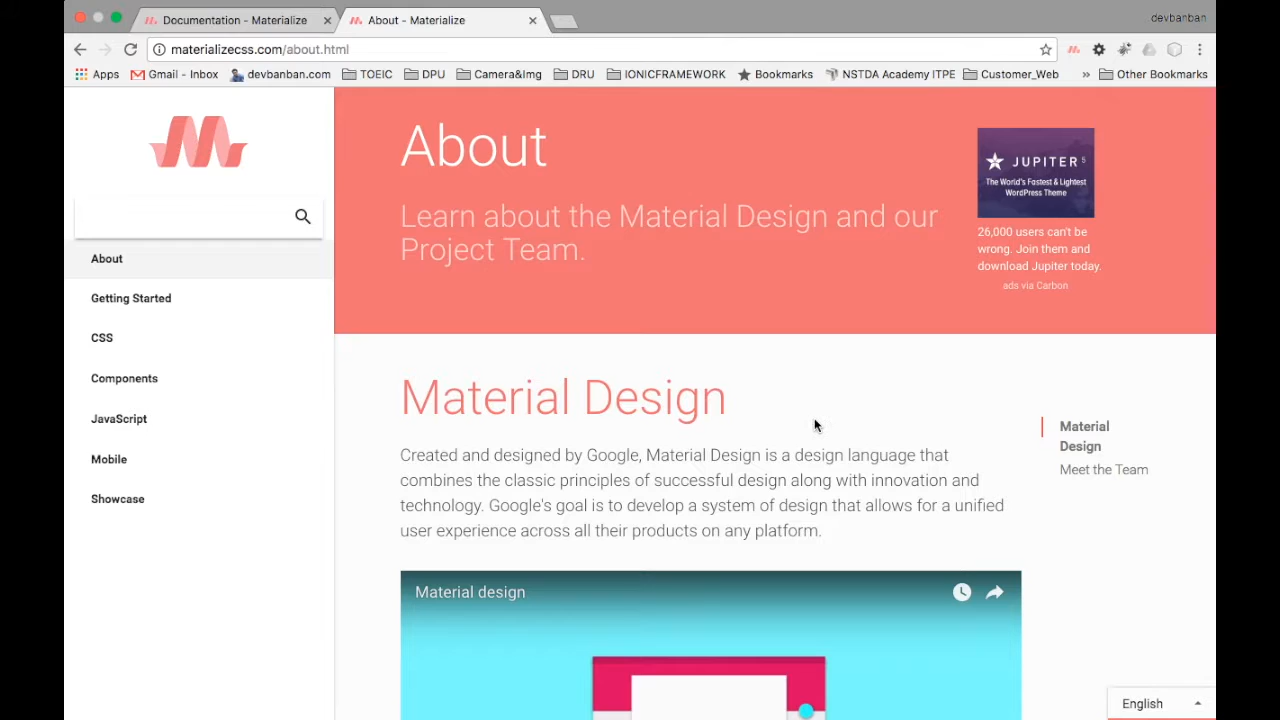 Documentation - Materialize
About - Materialize
devbanban
materializecss.com/about.html
Apps
Gmail - Inbox
devbanban.com
TOEIC
DPU
Camera&Img
DRU
IONICFRAMEWORK
Bookmarks
NSTDA Academy ITPE
Customer_Web
»
Other Bookmarks
About
Getting Started
CSS
Components
JavaScript
Mobile
Showcase
About
Learn about the Material Design and our
Project Team.
JUPITER 5
The World's Fastest & Lightest
WordPress Theme
26,000 users can't be
wrong. Join them and
download Jupiter today.
ads via Carbon
Material Design
Created and designed by Google, Material Design is a design language that
combines the classic principles of successful design along with innovation and
technology. Google's goal is to develop a system of design that allows for a unified
user experience across all their products on any platform.
Material design
Material
Design
Meet the Team
English